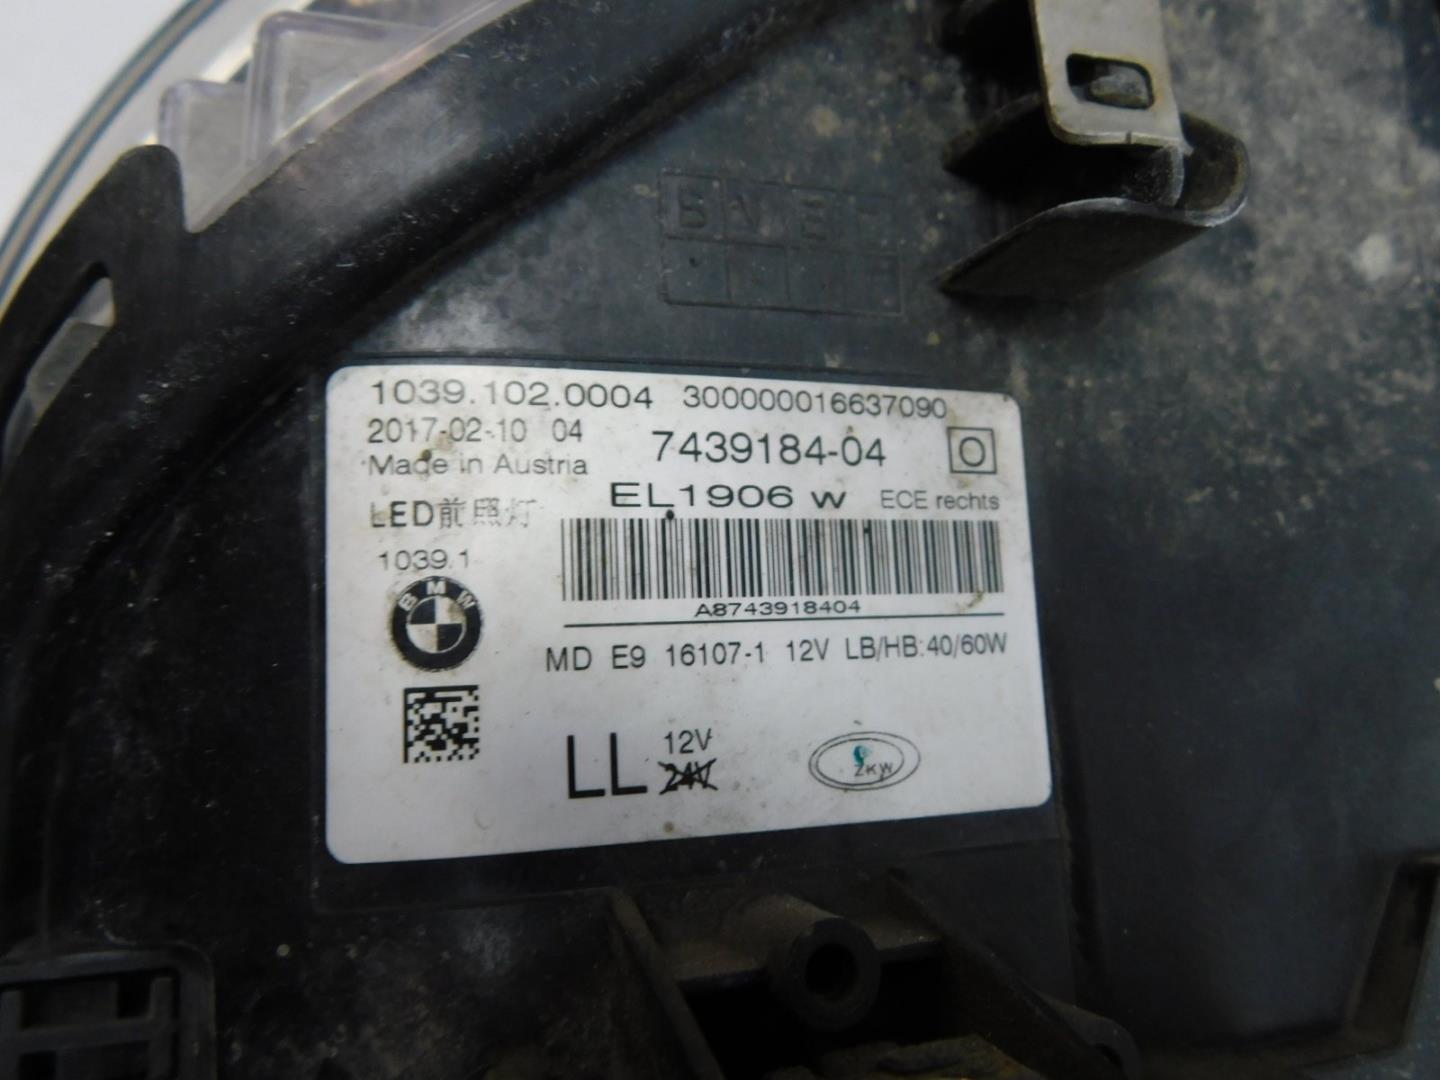 1039.102.0004 300000016637090
2017-02-10 04
7439184-04 O
Made in Austria
EL1906 w ECE rechts
LED前照灯
1039.1
A8743918404
BMW
MD E9 16107-1 12V LB/HB:40/60W
LL 12V
24V
ZKW